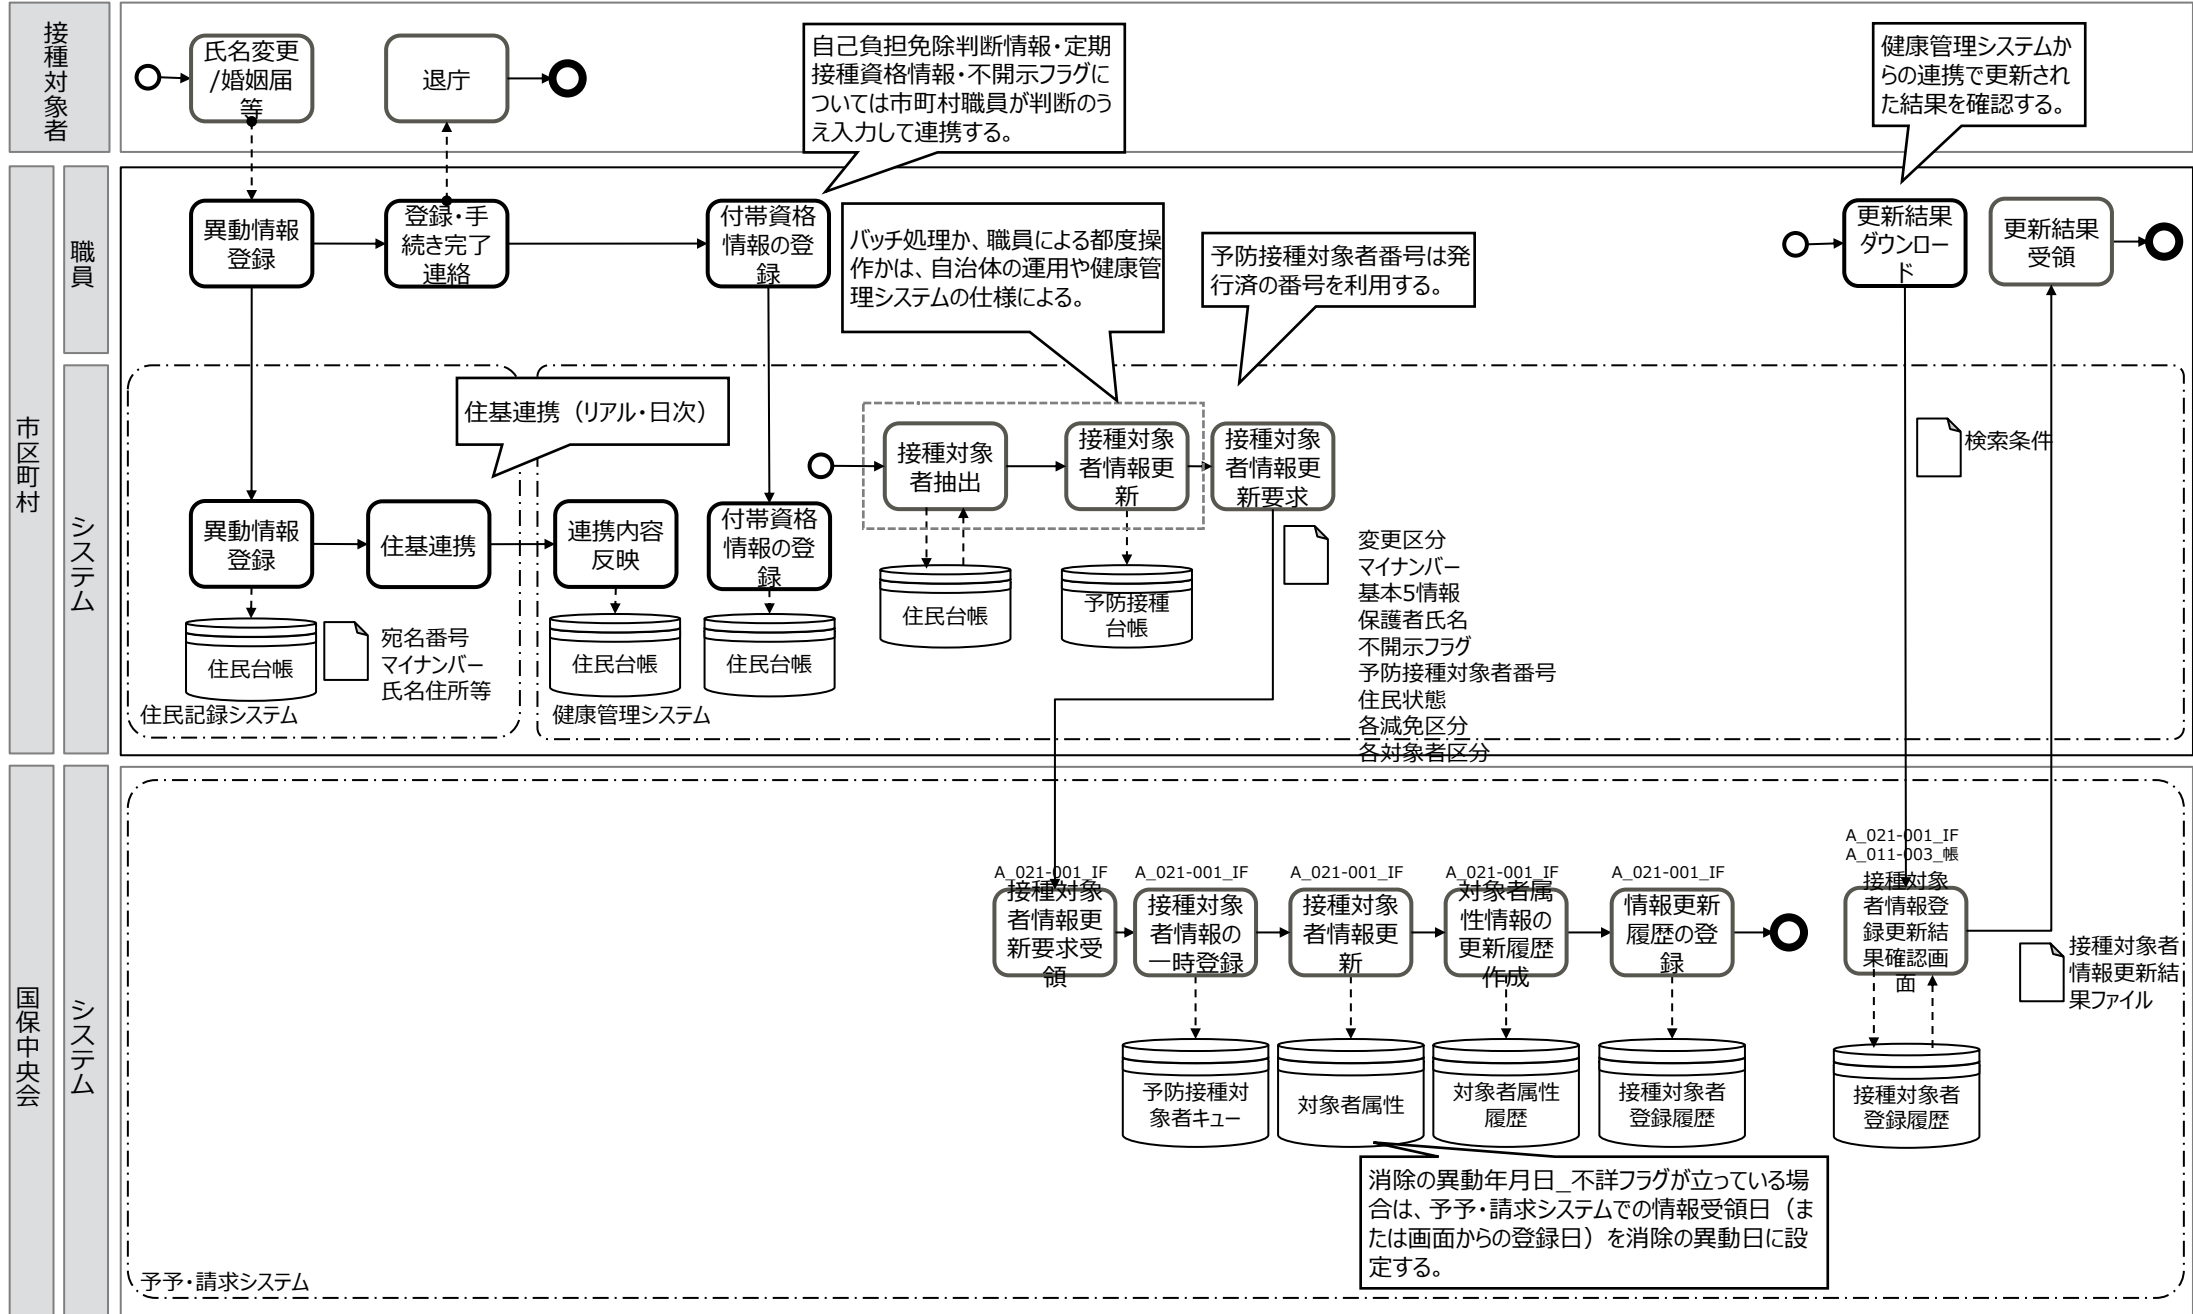 接種対象者
氏名変更
/婚姻届
等
退庁
自己負担免除判断情報・定期
接種資格情報・不開示フラグに
ついては市町村職員が判断のう
え入力して連携する。
健康管理システムか
らの連携で更新され
た結果を確認する。
市区町村
職員
異動情報
登録
登録・手
続き完了
連絡
付帯資格
情報の登
録
バッチ処理か、職員による都度操
作かは、自治体の運用や健康管
理システムの仕様による。
予防接種対象者番号は発
行済の番号を利用する。
更新結果
ダウンロー
ド
更新結果
受領
システム
住基連携（リアル・日次）
異動情報
登録
住基連携
連携内容
反映
付帯資格
情報の登
録
接種対象
者抽出
接種対象
者情報更
新
接種対象
者情報更
新要求
検索条件
住民台帳
宛名番号
マイナンバー
氏名住所等
住民台帳
住民台帳
住民台帳
予防接種
台帳
変更区分
マイナンバー
基本5情報
保護者氏名
不開示フラグ
予防接種対象者番号
住民状態
各減免区分
各対象者区分
住民記録システム
健康管理システム
国保中央会
システム
A_021-001_IF
接種対象
者情報更
新要求受
領
A_021-001_IF
接種対象
者情報の
一時登録
A_021-001_IF
接種対象
者情報更
新
A_021-001_IF
対象者属
性情報の
更新履歴
作成
A_021-001_IF
情報更新
履歴の登
録
A_021-001_IF
A_011-003_帳
接種対象
者情報登
録更新結
果確認画
面
接種対象者
情報更新結
果ファイル
予防接種対
象者キュー
対象者属性
対象者属性
履歴
接種対象者
登録履歴
接種対象者
登録履歴
消除の異動年月日_不詳フラグが立っている場
合は、予予・請求システムでの情報受領日（ま
たは画面からの登録日）を消除の異動日に設
定する。
予予・請求システム